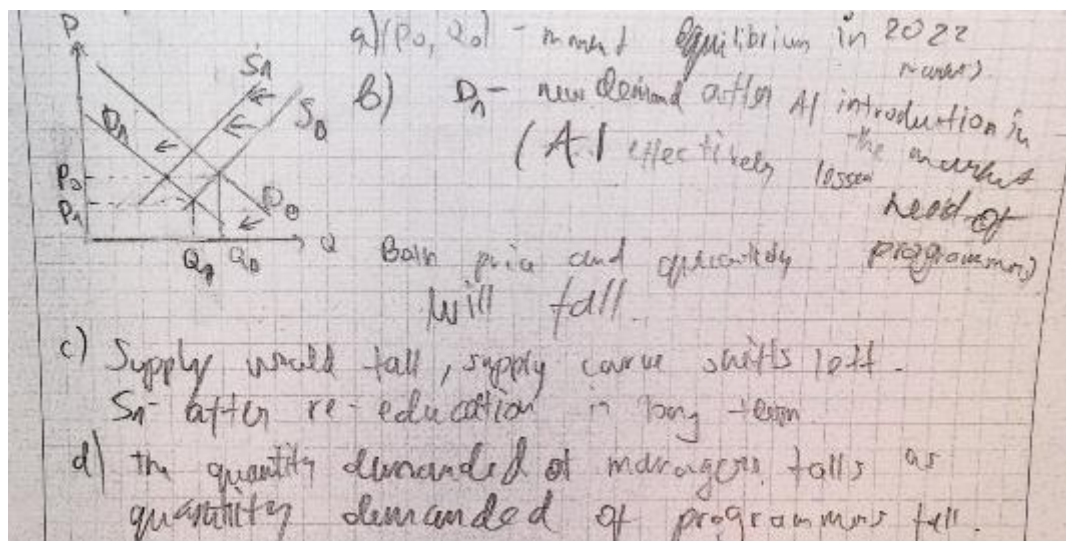 P
S₁
S₀
D₁
P₀
P₁
D₀
Q₁ Q₀ Q
a) (P₀, Q₀) - equilibrium in 2022
b) D₁ - new demand after AI introduction in
the market
(AI effectively lessen
need of
programmers)
Both price and quantity
will fall.
c) Supply would fall, supply curve shifts left.
S₁ - after re-education in long term
d) the quantity demanded of managers falls as
quantity demanded of programmers fall.